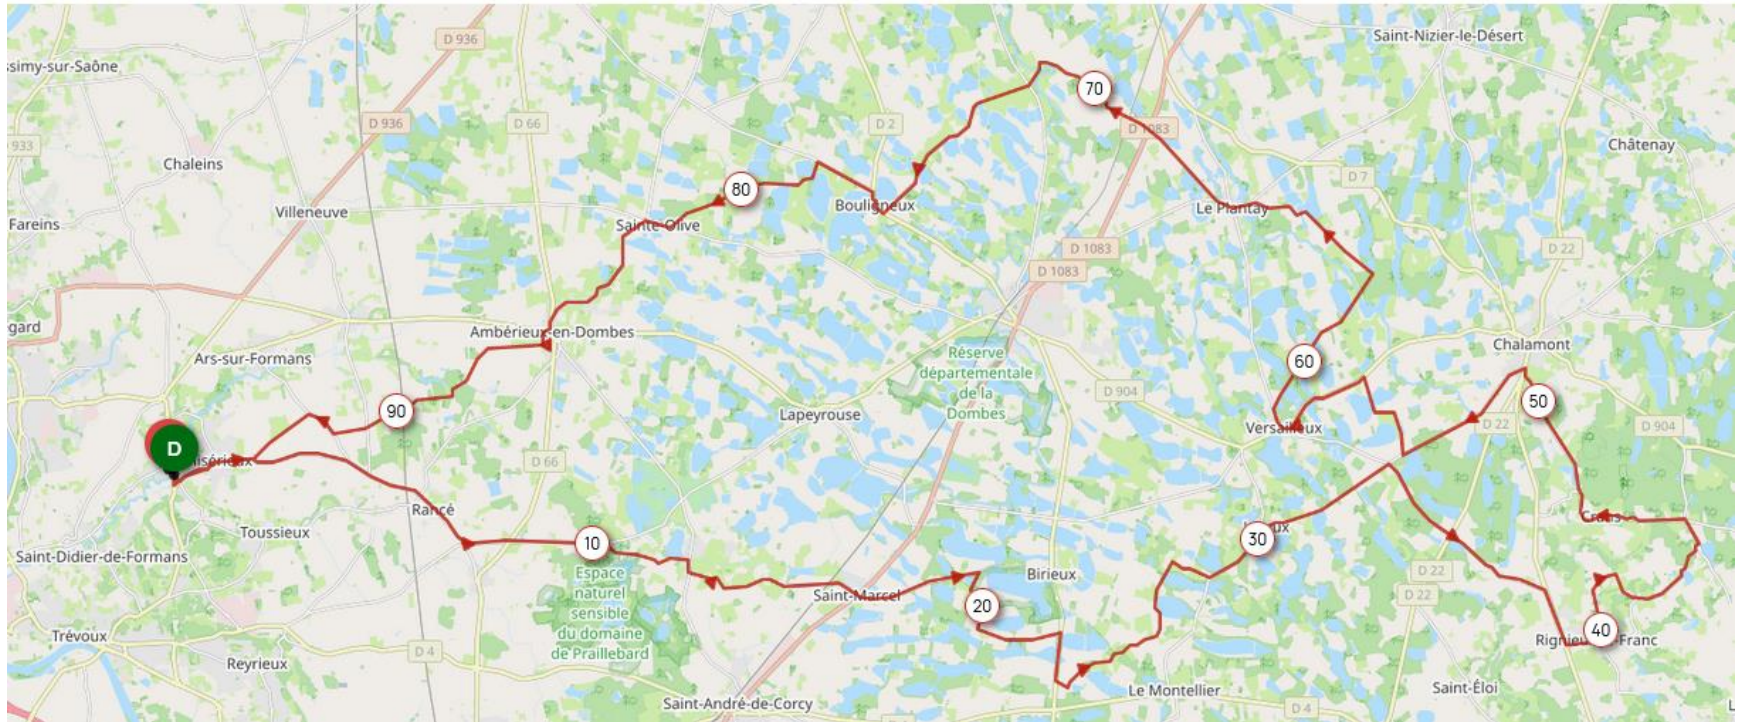 D 936
Saint-Nizier-le-Désert
ssimy-sur-Saône
70
D 936
D 66
D 2
D 1083
933
Châtenay
Chaleins
D 7
80
Villeneuve
Bouligneux
Le Plantay
Fareins
Sainte-Olive
D 22
D 1083
D 1083
gard
Ambérieux-en-Dombes
Chalamont
Ars-sur-Formans
Réserve
départementale
de la
Dombes
60
D 904
50
90
Lapeyrouse
D 22
D 904
Versailleux
D
Misérieux
D 66
Rancé
Crans
Toussieux
30
10
Saint-Didier-de-Formans
Espace
naturel
sensible
du domaine
de Praillebard
Birieux
D 22
Saint-Marcel
D 22
20
40
Trévoux
D 4
Reyrieux
Saint-André-de-Corcy
Le Montellier
Saint-Éloi
D 4
L